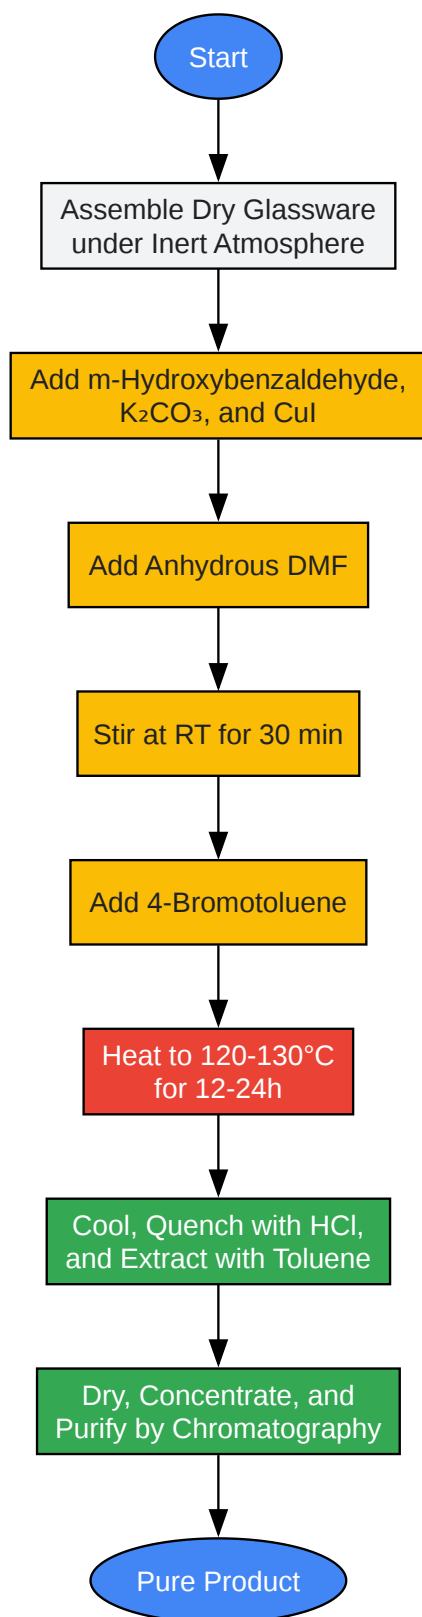 Start
Assemble Dry Glassware
under Inert Atmosphere
Add m-Hydroxybenzaldehyde,
K₂CO₃, and CuI
Add Anhydrous DMF
Stir at RT for 30 min
Add 4-Bromotoluene
Heat to 120-130°C
for 12-24h
Cool, Quench with HCl,
and Extract with Toluene
Dry, Concentrate, and
Purify by Chromatography
Pure Product